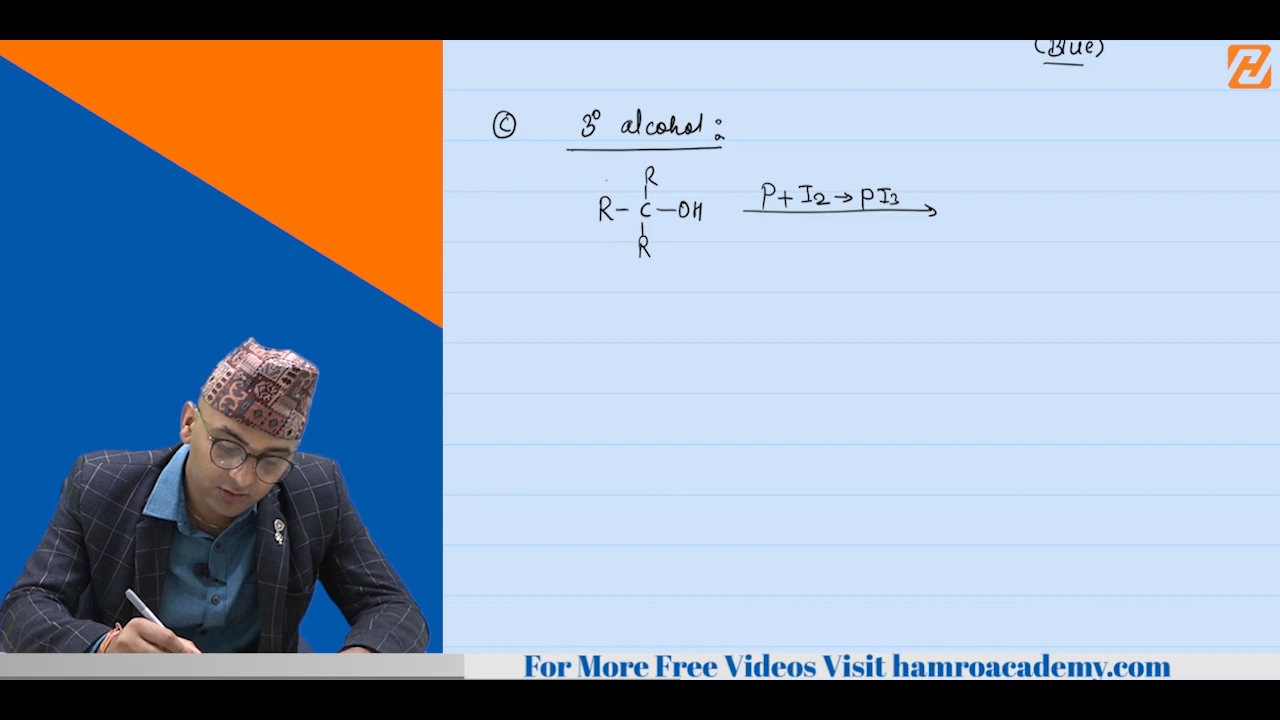 (Blue)
Ⓒ 3° alcohol:
R
R – C – OH P + I2 → PI3
R
For More Free Videos Visit hamroacademy.com